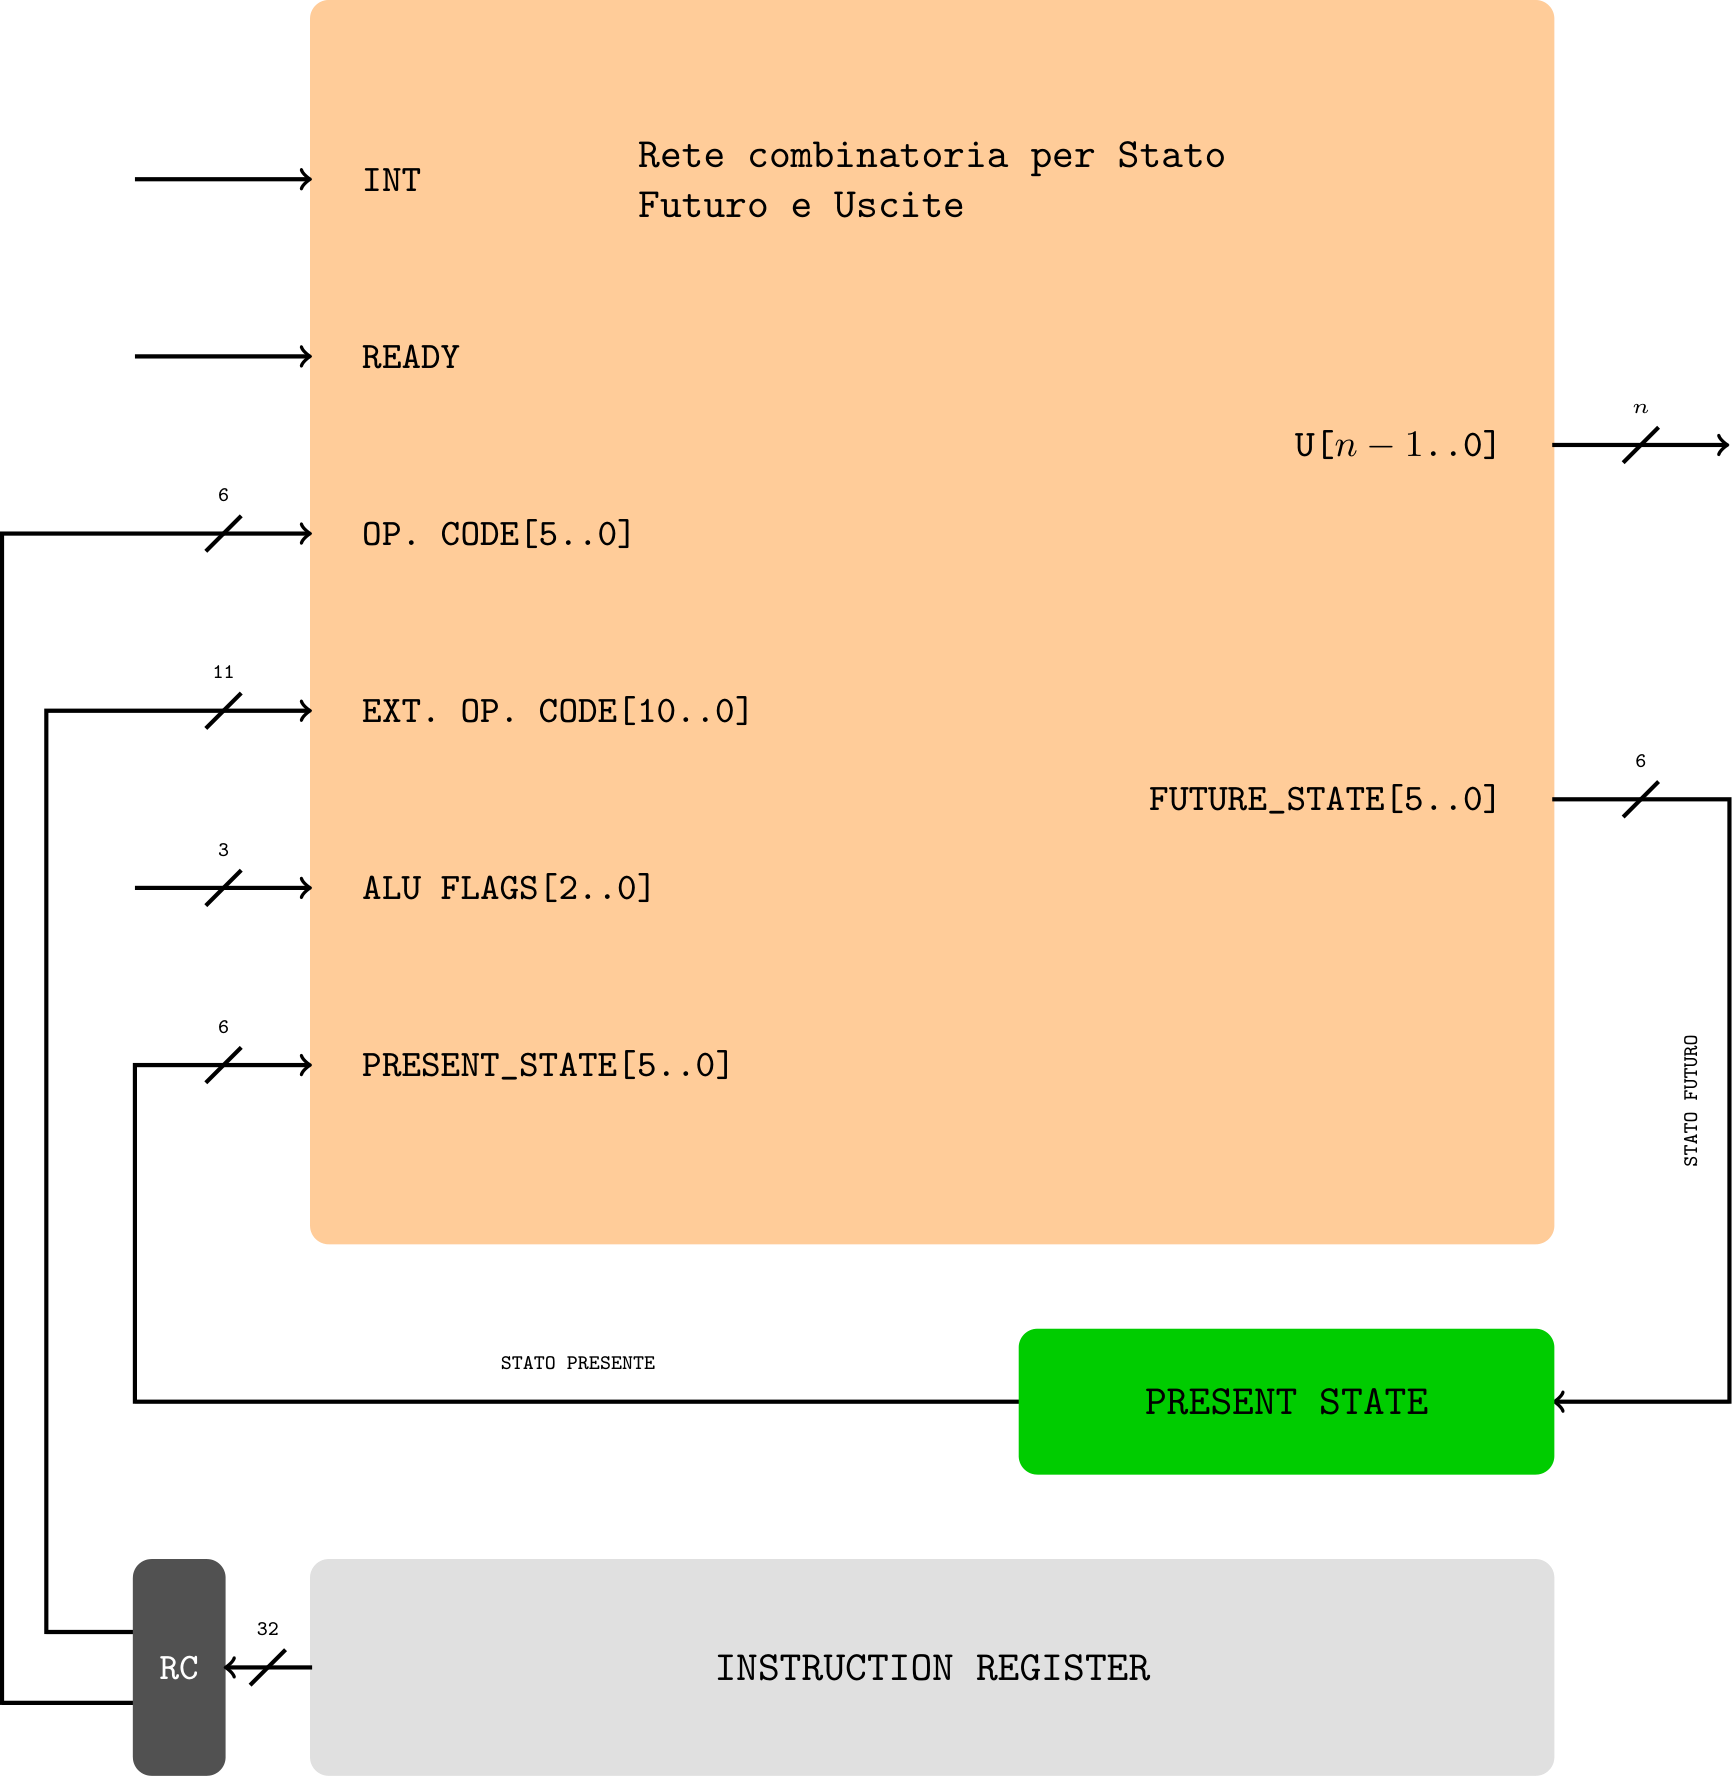 Rete combinatoria per Stato
Futuro e Uscite
INT
READY
n
U[n − 1..0]
6
OP. CODE[5..0]
11
EXT. OP. CODE[10..0]
6
FUTURE_STATE[5..0]
3
ALU FLAGS[2..0]
6
PRESENT_STATE[5..0]
STATO FUTURO
STATO PRESENTE
PRESENT STATE
32
RC
INSTRUCTION REGISTER